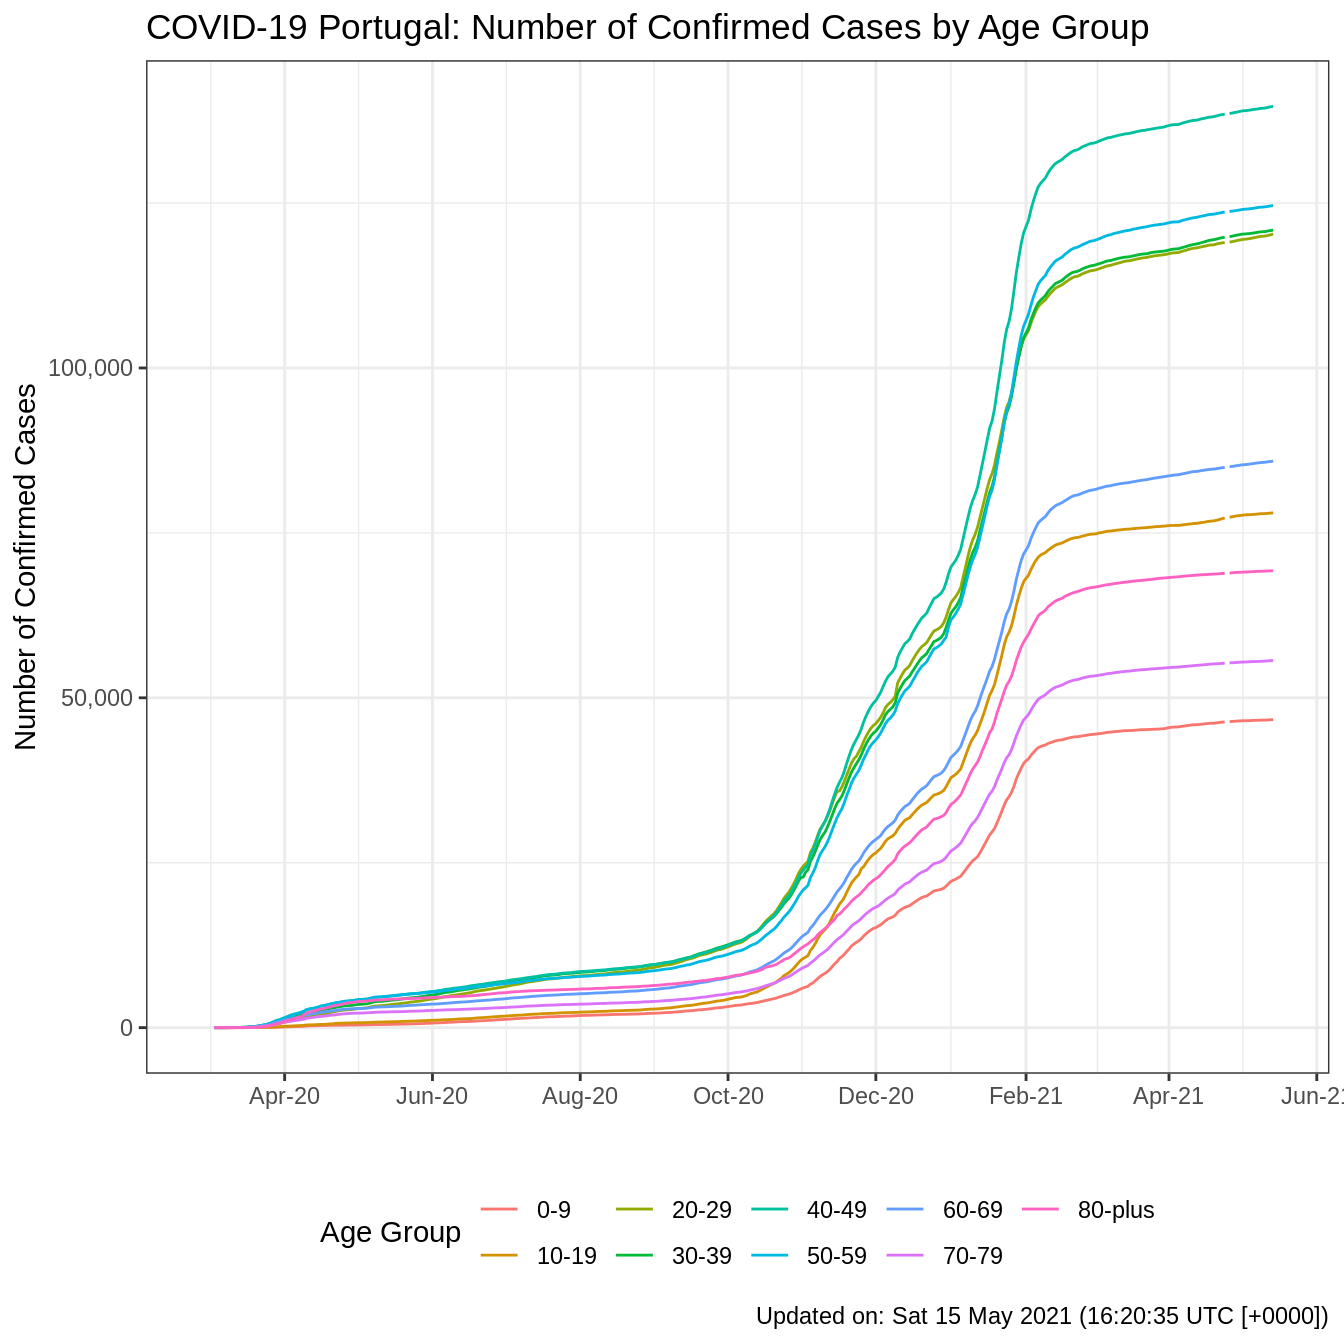 COVID-19 Portugal: Number of Confirmed Cases by Age Group
Number of Confirmed Cases
100,000
50,000
0
Apr-20 Jun-20 Aug-20 Oct-20 Dec-20 Feb-21 Apr-21 Jun-21
Age Group
0-9 20-29 40-49 60-69 80-plus
10-19 30-39 50-59 70-79
Updated on: Sat 15 May 2021 (16:20:35 UTC [+0000])